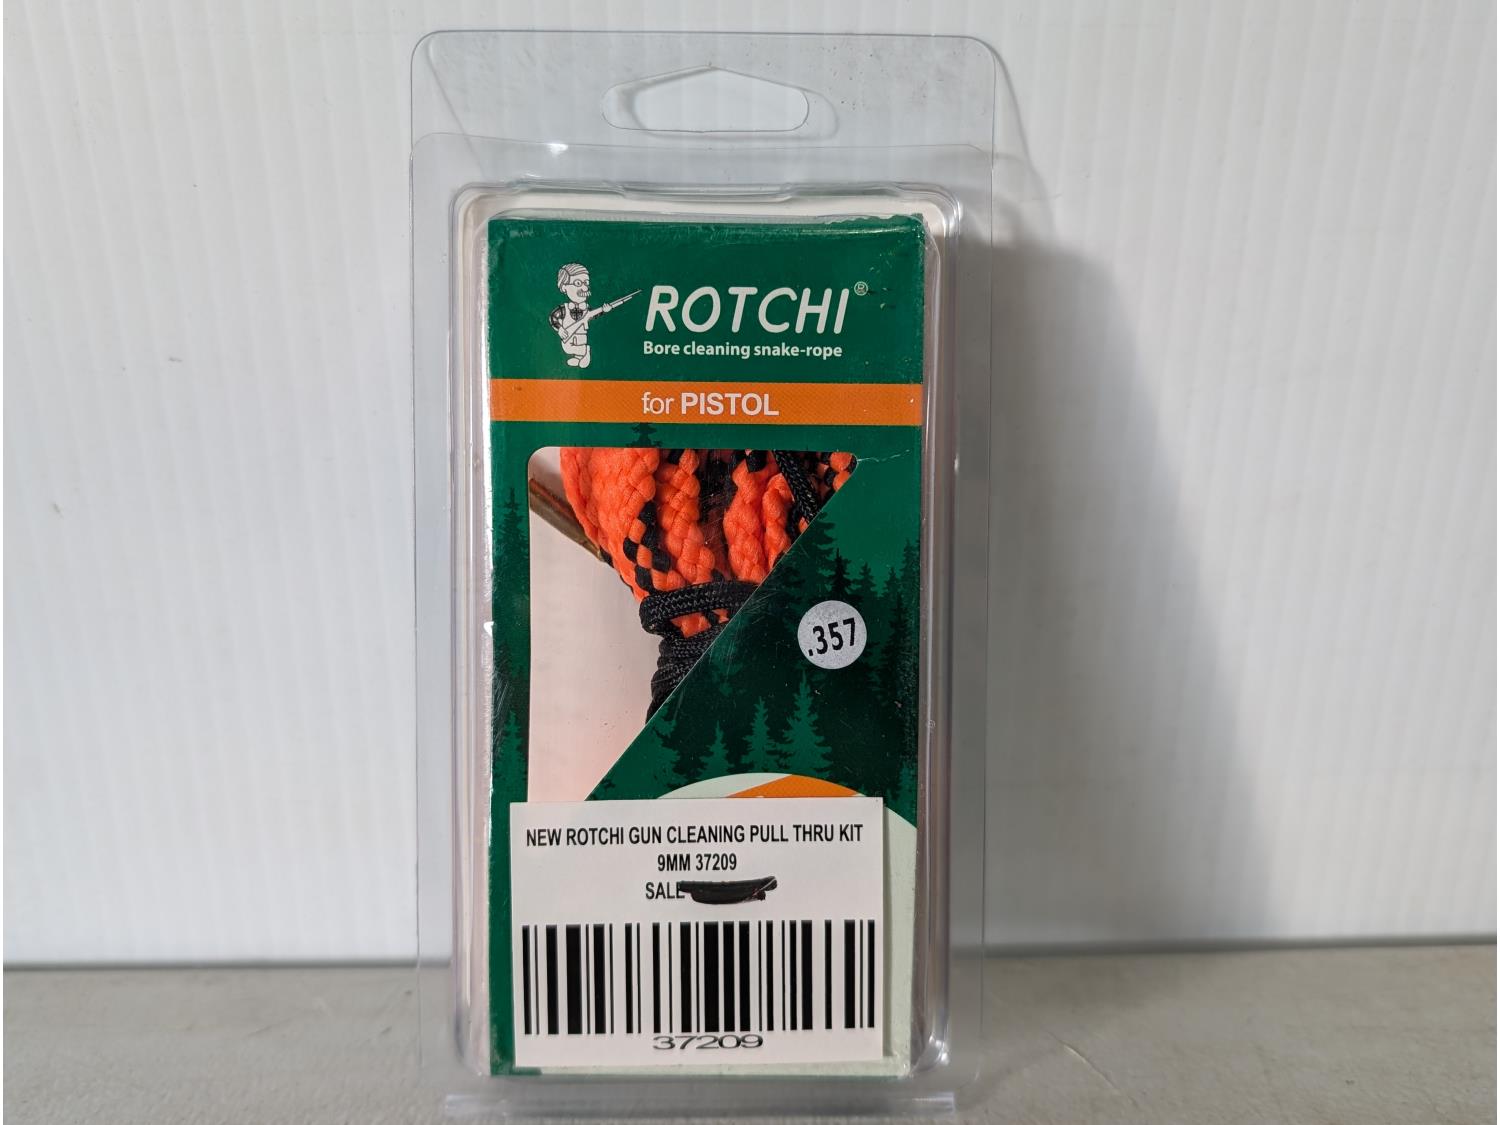 ROTCHI®
Bore cleaning snake-rope
for PISTOL
.357
NEW ROTCHI GUN CLEANING PULL THRU KIT
9MM 37209
SALE
37209